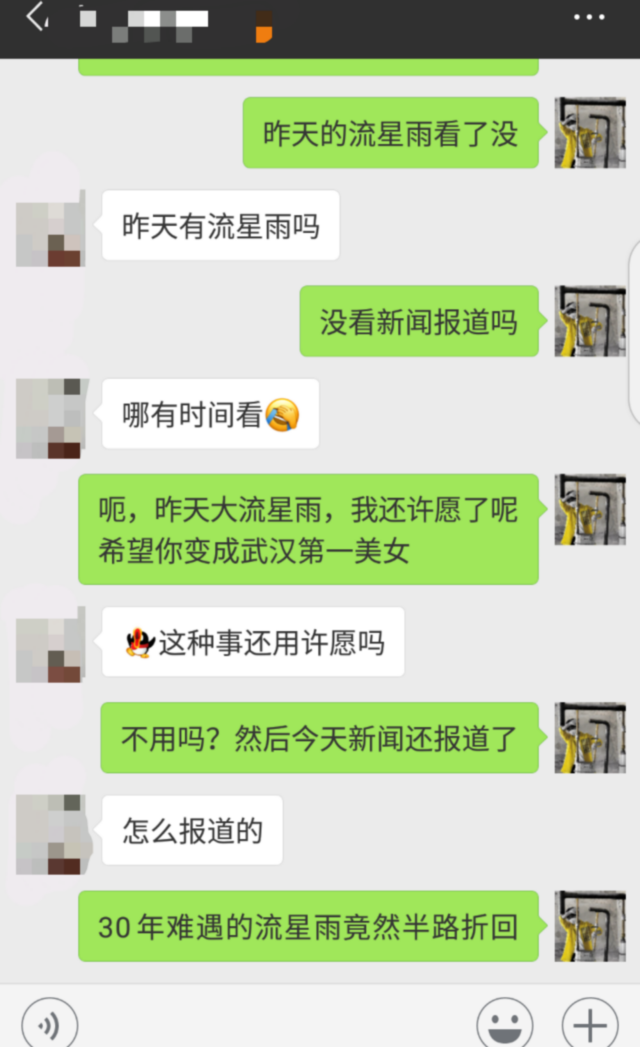 昨天的流星雨看了没
昨天有流星雨吗
没看新闻报道吗
哪有时间看
呃，昨天大流星雨，我还许愿了呢
希望你变成武汉第一美女
这种事还用许愿吗
不用吗？然后今天新闻还报道了
怎么报道的
30年难遇的流星雨竟然半路折回